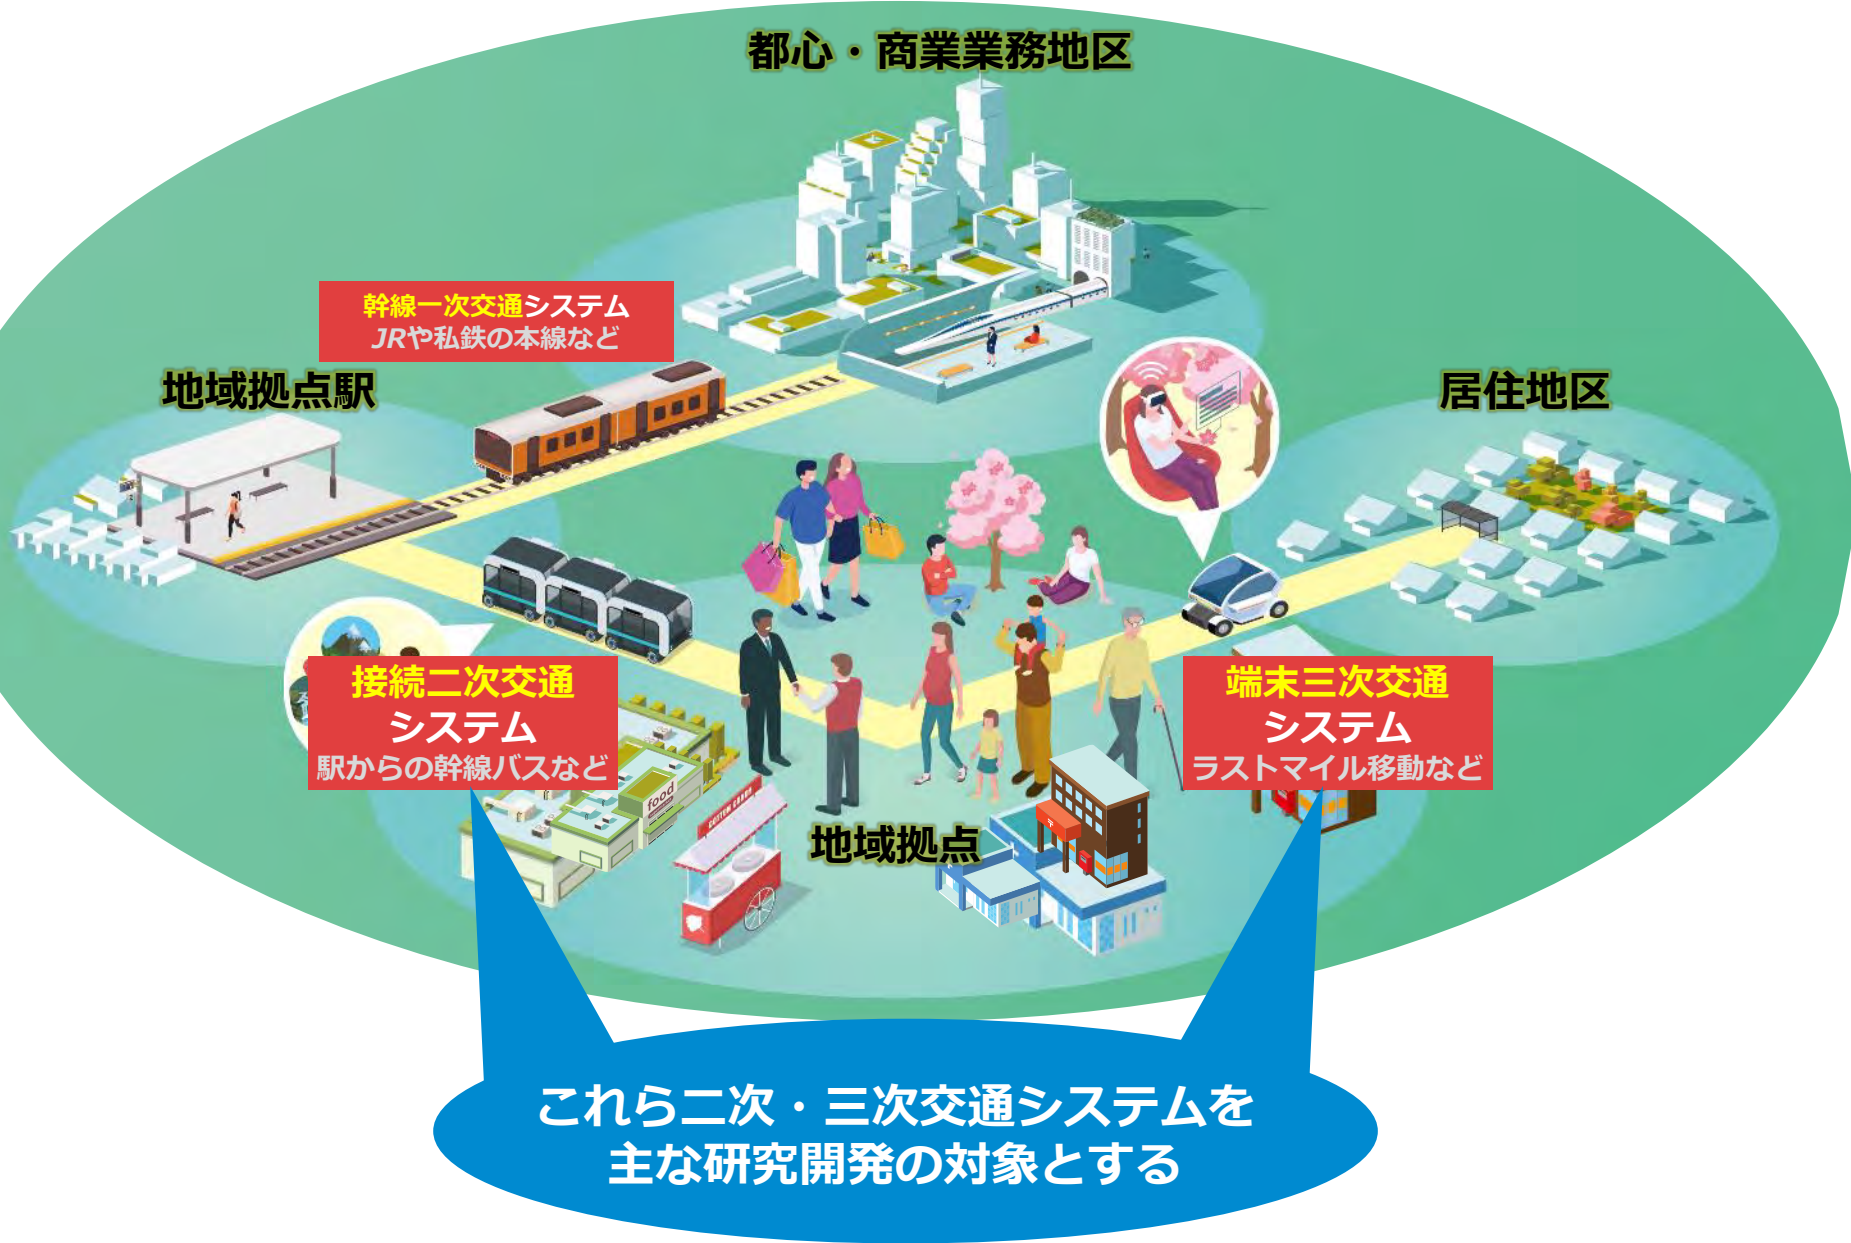 都心・商業業務地区
幹線一次交通システム
JRや私鉄の本線など
地域拠点駅
居住地区
接続二次交通
システム
駅からの幹線バスなど
端末三次交通
システム
ラストマイル移動など
food
COTTON CANDY
地域拠点
これら二次・三次交通システムを
主な研究開発の対象とする